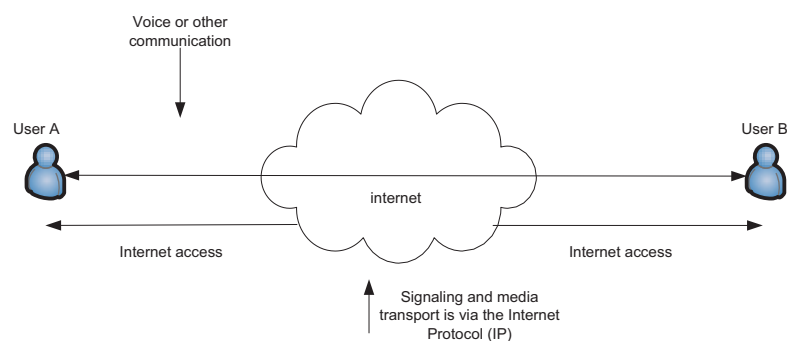 Voice or other
communication
User A
User B
internet
Internet access
Internet access
Signaling and media
transport is via the Internet
Protocol (IP)